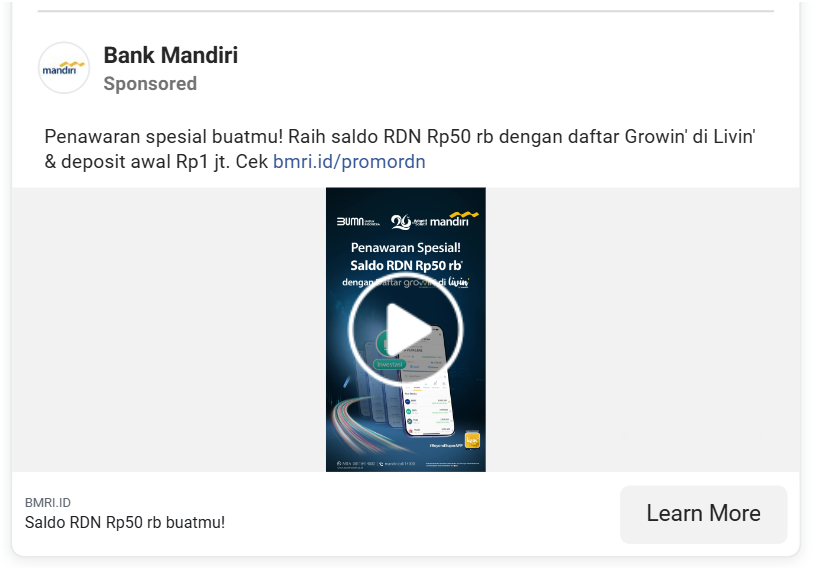 mandiri
Bank Mandiri
Sponsored
Penawaran spesial buatmu! Raih saldo RDN Rp50 rb dengan daftar Growin' di Livin'
& deposit awal Rp1 jt. Cek bmri.id/promordn
BUMN mandiri
Penawaran Spesial!
Saldo RDN Rp50 rb*
dengan daftar growin' di livin'
Investasi
BMRI.ID
Saldo RDN Rp50 rb buatmu!
Learn More